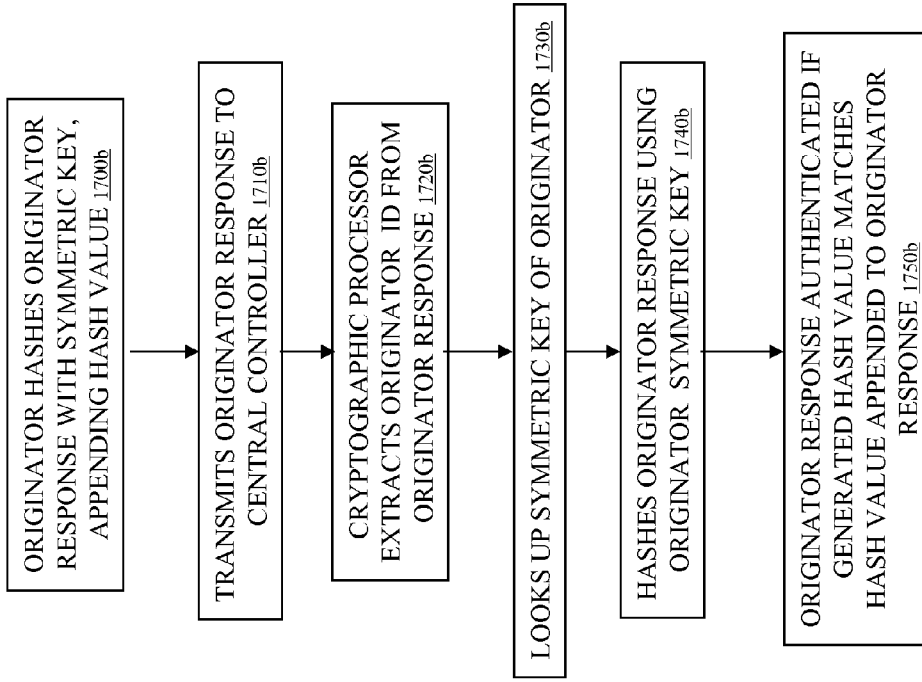 ORIGINATOR HASHES ORIGINATOR
RESPONSE WITH SYMMETRIC KEY,
APPENDING HASH VALUE 1700b
TRANSMITS ORIGINATOR RESPONSE TO
CENTRAL CONTROLLER 1710b
CRYPTOGRAPHIC PROCESSOR
EXTRACTS ORIGINATOR ID FROM
ORIGINATOR RESPONSE 1720b
LOOKS UP SYMMETRIC KEY OF ORIGINATOR 1730b
HASHES ORIGINATOR RESPONSE USING
ORIGINATOR SYMMETRIC KEY 1740b
ORIGINATOR RESPONSE AUTHENTICATED IF
GENERATED HASH VALUE MATCHES
HASH VALUE APPENDED TO ORIGINATOR
RESPONSE 1750b